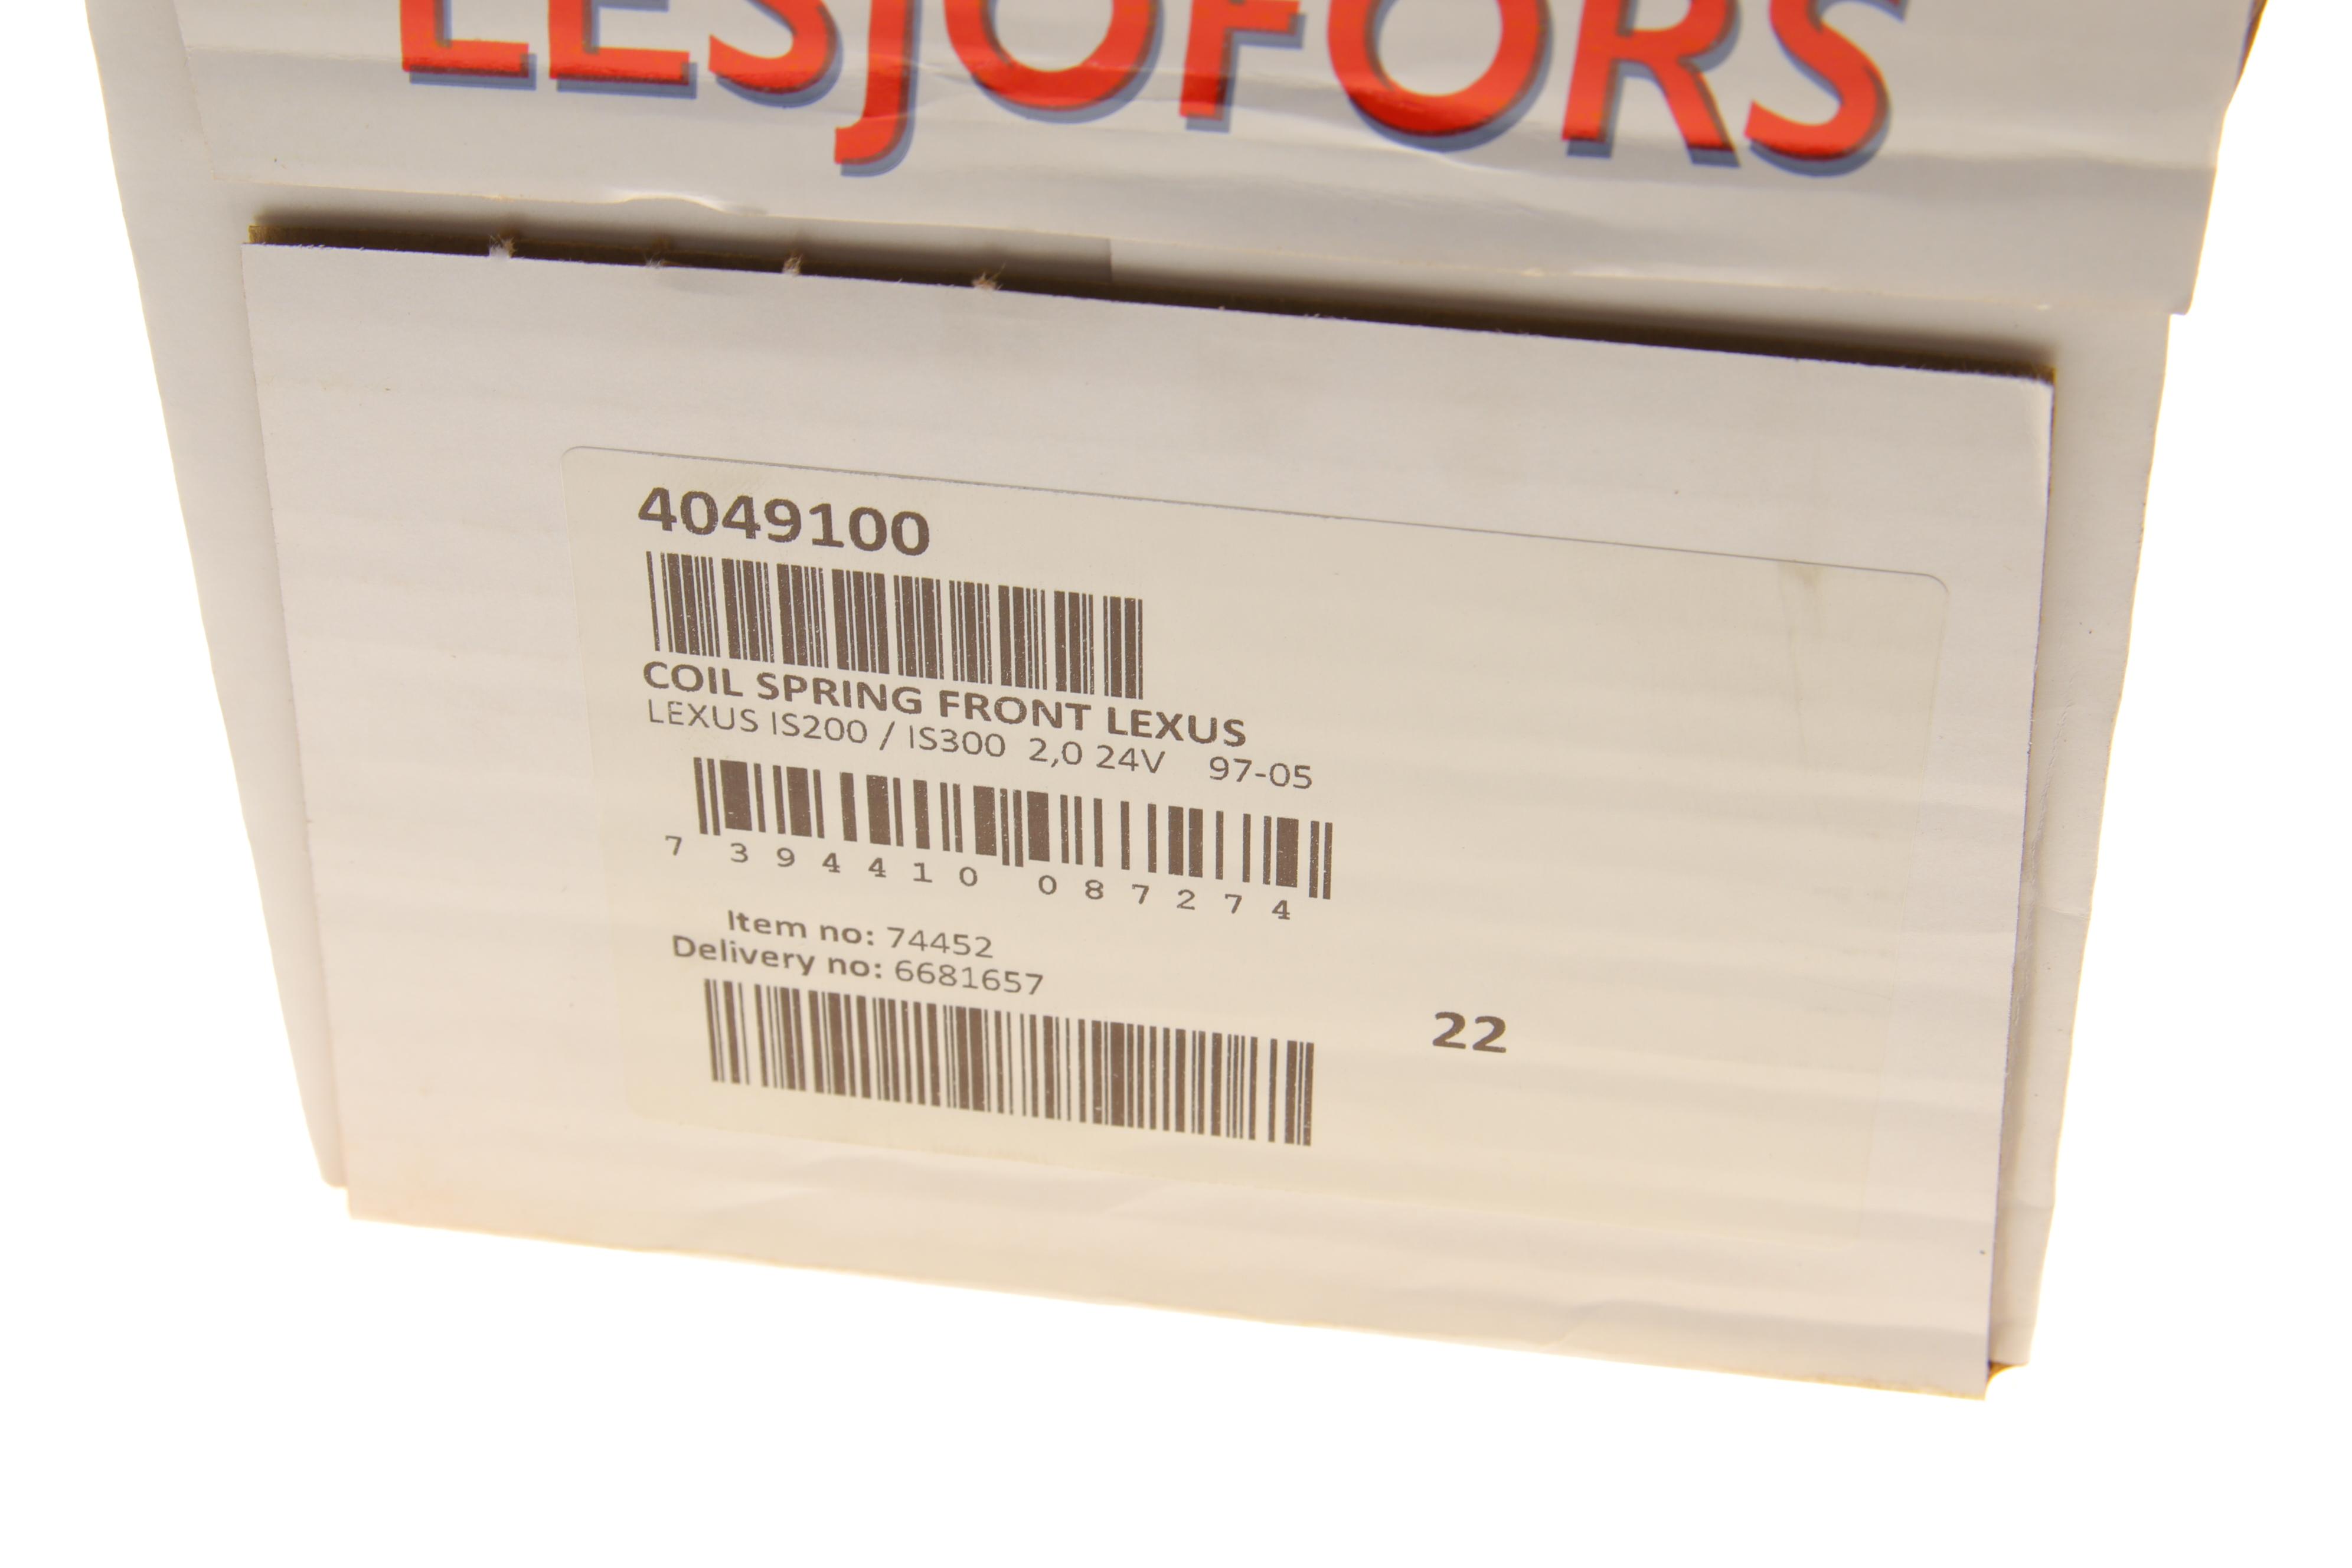 LESJOFORS
4049100
COIL SPRING FRONT LEXUS
LEXUS IS200 / IS300  2,0 24V    97-05
7 394410 087274
Item no: 74452
Delivery no: 6681657
22